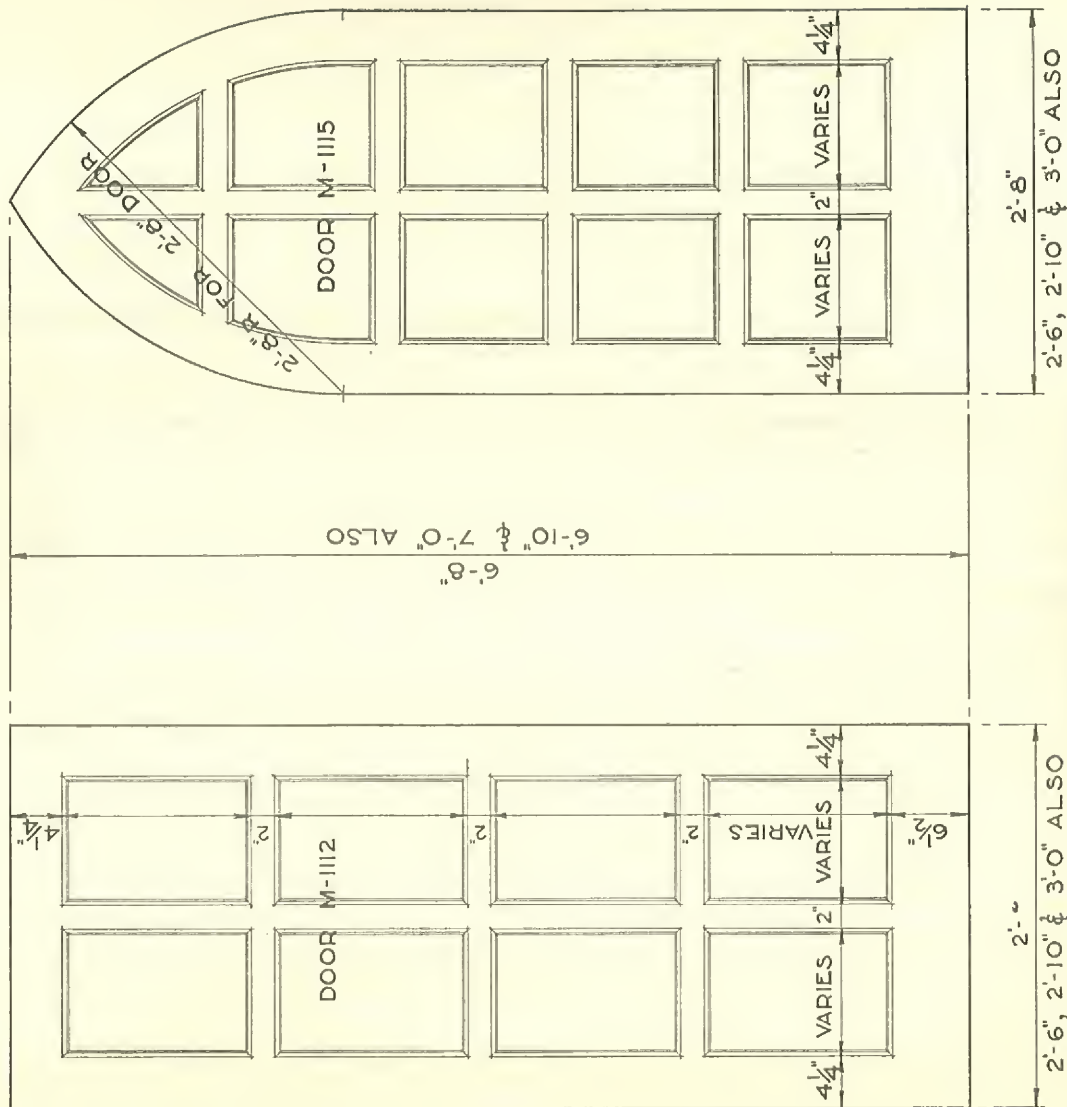 2'-8" R FOR 2'-8" DOOR
DOOR M-1115
4¼" VARIES 2" VARIES 4¼"
2'-8"
2'-6", 2'-10" & 3'-0" ALSO
6'-8"
6'-10" & 7'-0" ALSO
4¼"
2"
DOOR M-1112
2"
2"
VARIES
4¼" VARIES 2" VARIES 4¼"
6½"
2'-
2'-6", 2'-10" & 3'-0" ALSO